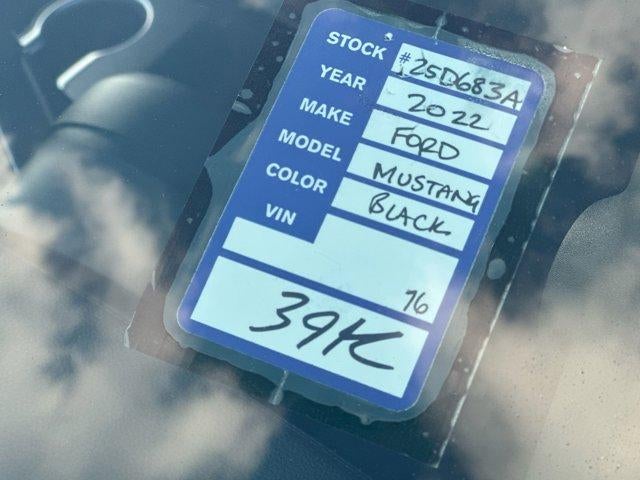 STOCK #25D683A
YEAR 2022
MAKE FORD
MODEL MUSTANG
COLOR BLACK
VIN
76
39K